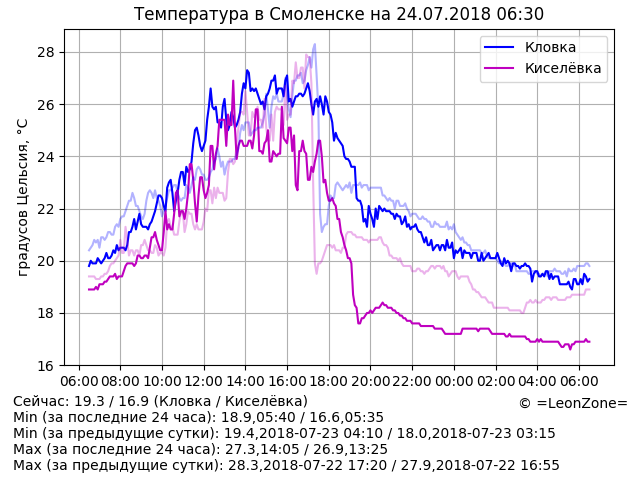 Температура в Смоленске на 24.07.2018 06:30
градусов Цельсия, °C
28
26
24
22
20
18
16
Кловка
Киселёвка
06:00 08:00 10:00 12:00 14:00 16:00 18:00 20:00 22:00 00:00 02:00 04:00 06:00
Сейчас: 19.3 / 16.9 (Кловка / Киселёвка)
© =LeonZone=
Min (за последние 24 часа): 18.9,05:40 / 16.6,05:35
Min (за предыдущие сутки): 19.4,2018-07-23 04:10 / 18.0,2018-07-23 03:15
Max (за последние 24 часа): 27.3,14:05 / 26.9,13:25
Max (за предыдущие сутки): 28.3,2018-07-22 17:20 / 27.9,2018-07-22 16:55